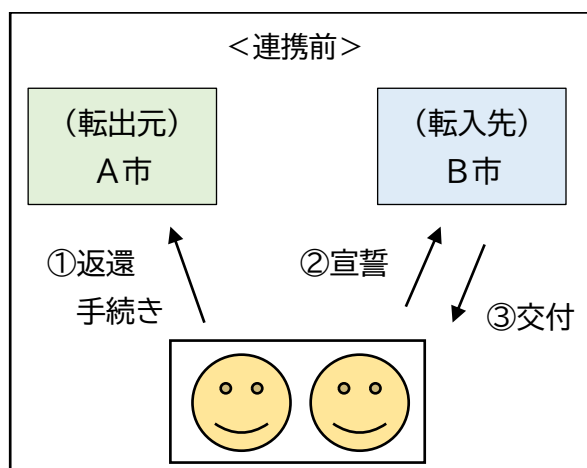 ＜連携前＞
（転出元）
A市
（転入先）
B市
①返還
手続き
②宣誓
③交付